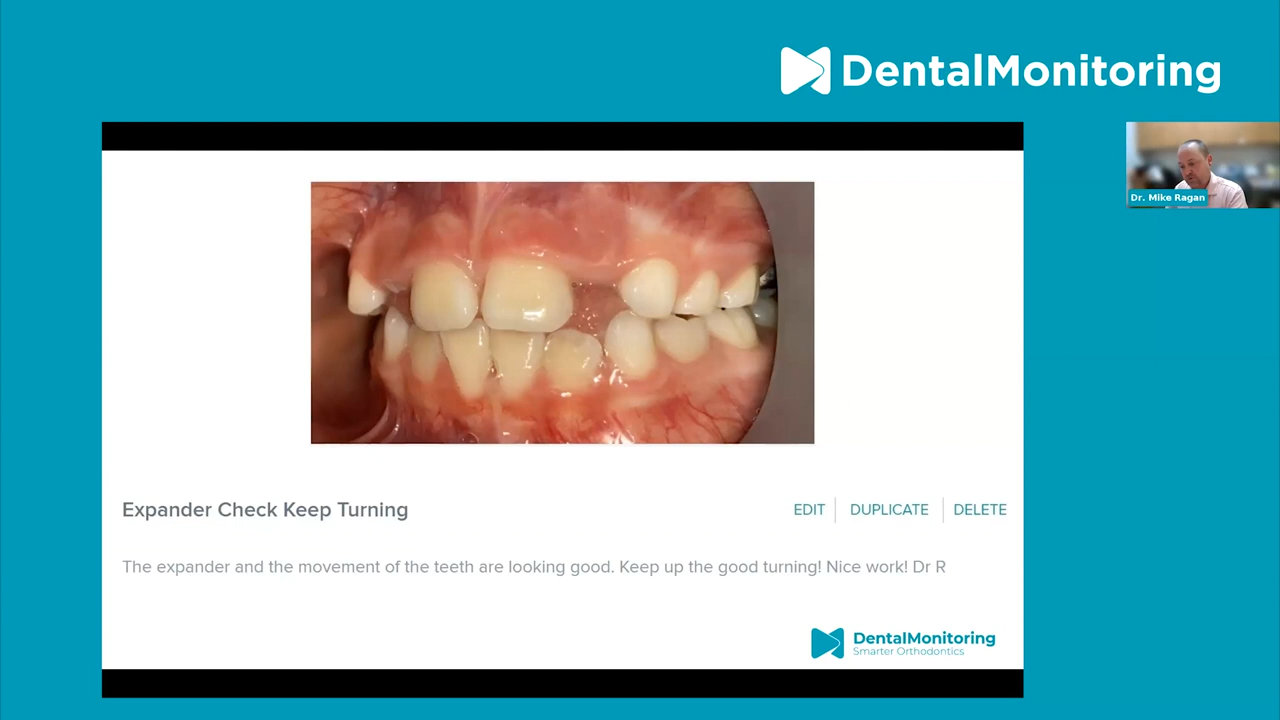 DentalMonitoring
Dr. Mike Ragan
Expander Check Keep Turning
EDIT
DUPLICATE
DELETE
The expander and the movement of the teeth are looking good. Keep up the good turning! Nice work! Dr R
DentalMonitoring
Smarter Orthodontics